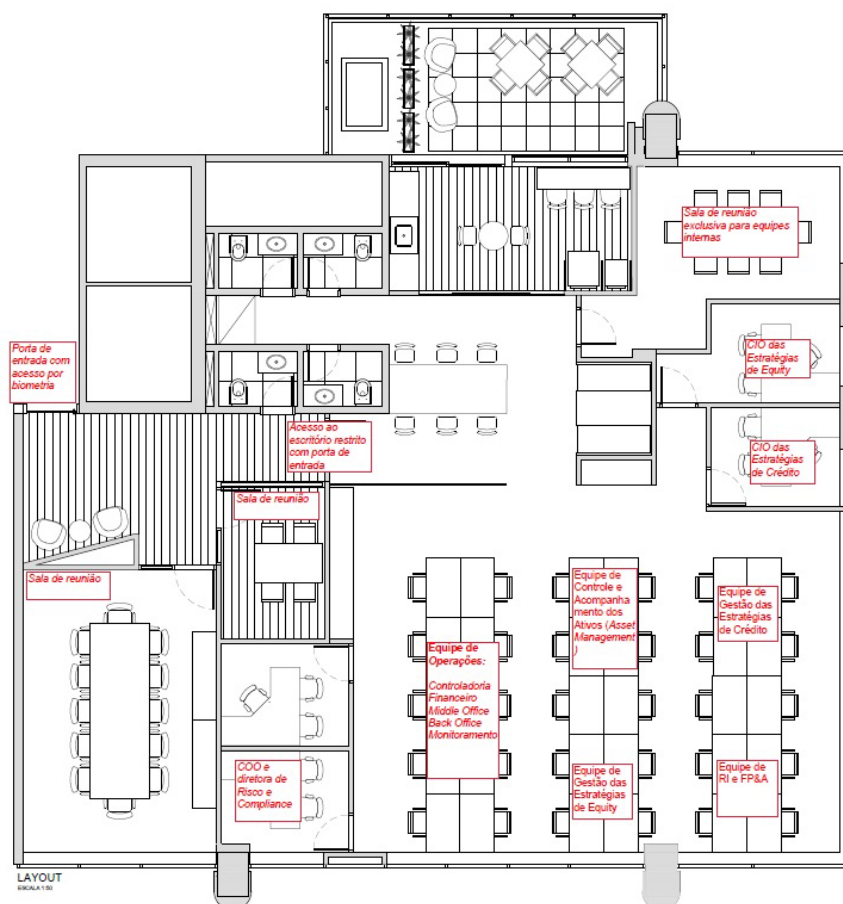 Sala de reunião
exclusiva para equipes
internas
Porta de
entrada com
acesso por
biometria
CIO das
Estratégias
de Equity
Acesso ao
escritório restrito
com porta de
entrada
CIO das
Estratégias
de Crédito
Sala de reunião
Sala de reunião
Equipe de
Controle e
Acompanha
mento dos
Ativos (Asset
Management
)
Equipe de
Gestão das
Estratégias
de Crédito
Equipe de
Operações:
Controladoria
Financeiro
Middle Office
Back Office
Monitoramento
COO e
diretora de
Risco e
Compliance
Equipe de
Gestão das
Estratégias
de Equity
Equipe de
RI e FP&A
LAYOUT
ESCALA 1:50